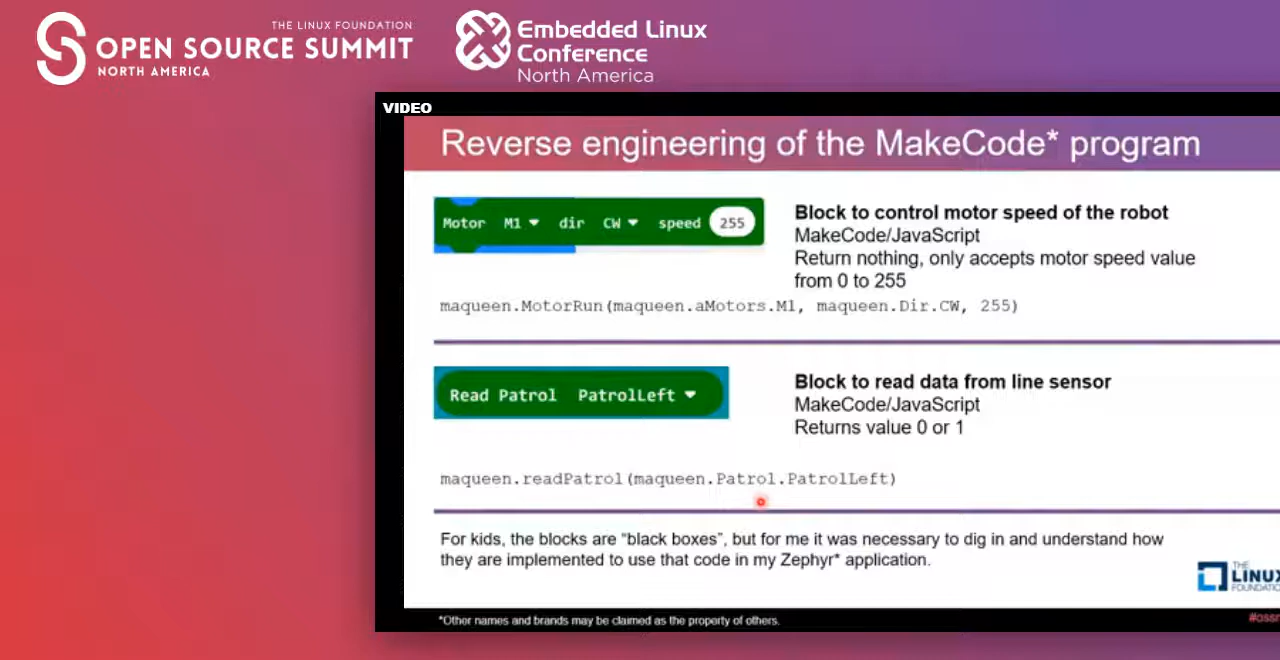 THE LINUX FOUNDATION
OPEN SOURCE SUMMIT
NORTH AMERICA
Embedded Linux
Conference
North America
VIDEO
Reverse engineering of the MakeCode* program
Motor M1 dir CW speed 255
Block to control motor speed of the robot
MakeCode/JavaScript
Return nothing, only accepts motor speed value
from 0 to 255
maqueen.MotorRun(maqueen.aMotors.M1, maqueen.Dir.CW, 255)
Read Patrol PatrolLeft
Block to read data from line sensor
MakeCode/JavaScript
Returns value 0 or 1
maqueen.readPatrol(maqueen.Patrol.PatrolLeft)
For kids, the blocks are “black boxes”, but for me it was necessary to dig in and understand how
they are implemented to use that code in my Zephyr* application.
THE
LINUX
FOUNDATION
*Other names and brands may be claimed as the property of others.